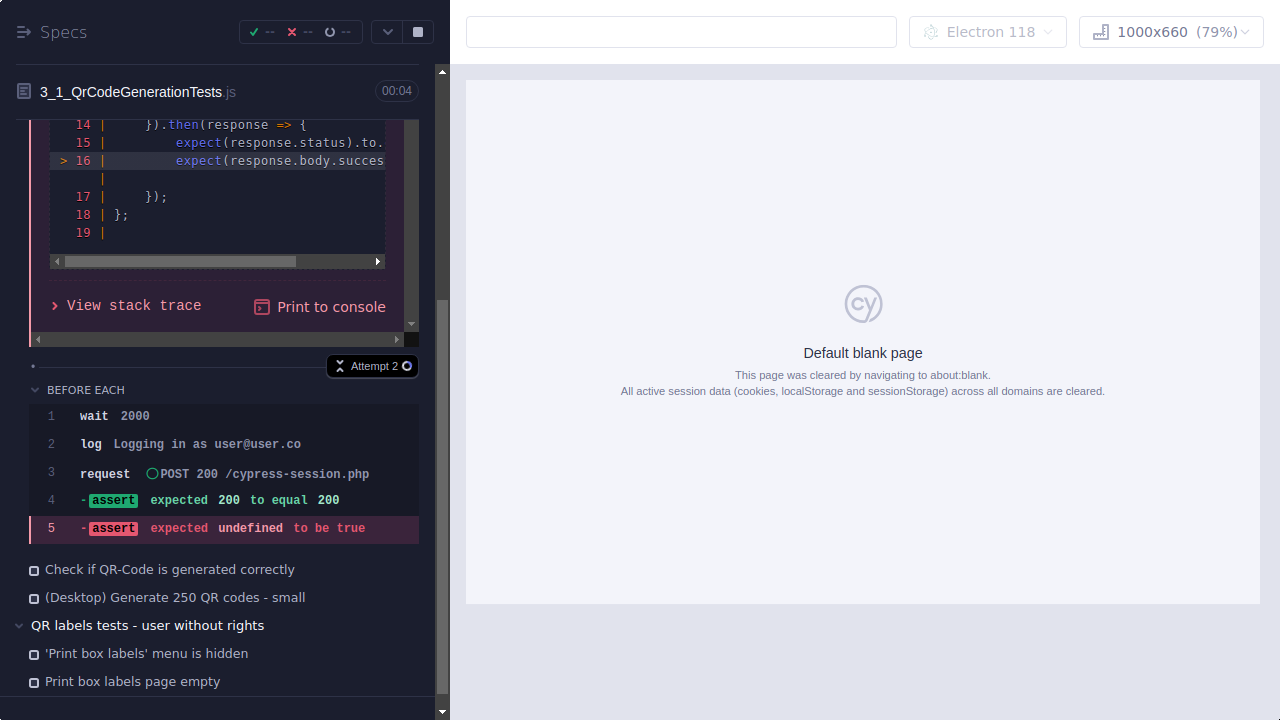 Specs
--
--
--
Electron 118
1000x660 (79%)
3_1_QrCodeGenerationTests.js
00:04
14 | }).then(response => {
15 | expect(response.status).to.
> 16 | expect(response.body.succes
|
17 | });
18 | };
19 |
View stack trace
Print to console
Attempt 2
BEFORE EACH
1 wait 2000
2 log Logging in as user@user.co
3 request POST 200 /cypress-session.php
4 -assert expected 200 to equal 200
5 -assert expected undefined to be true
Check if QR-Code is generated correctly
(Desktop) Generate 250 QR codes - small
QR labels tests - user without rights
'Print box labels' menu is hidden
Print box labels page empty
cy
Default blank page
This page was cleared by navigating to about:blank.
All active session data (cookies, localStorage and sessionStorage) across all domains are cleared.